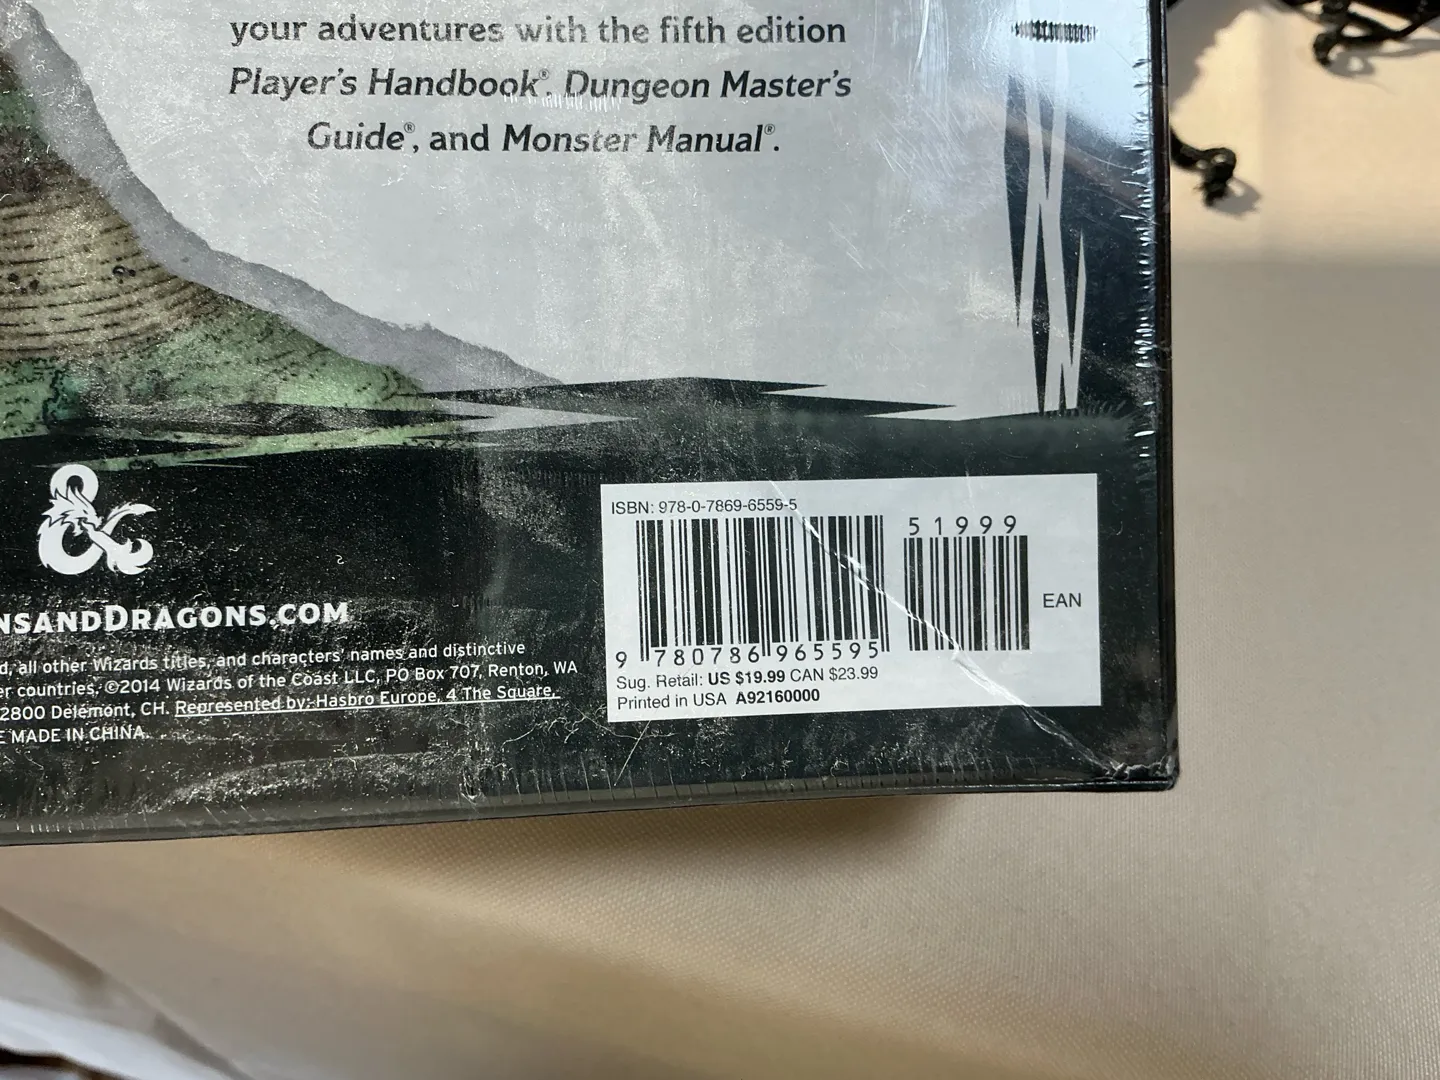 your adventures with the fifth edition
Player's Handbook®, Dungeon Master's
Guide®, and Monster Manual®.
NSANDDRAGONS.COM
d, all other Wizards titles, and characters' names and distinctive
er countries. ©2014 Wizards of the Coast LLC, PO Box 707, Renton, WA
2800 Delémont, CH. Represented by: Hasbro Europe, 4 The Square,
E MADE IN CHINA.
ISBN: 978-0-7869-6559-5
51999
EAN
9 780786 965595
Sug. Retail: US $19.99 CAN $23.99
Printed in USA A92160000